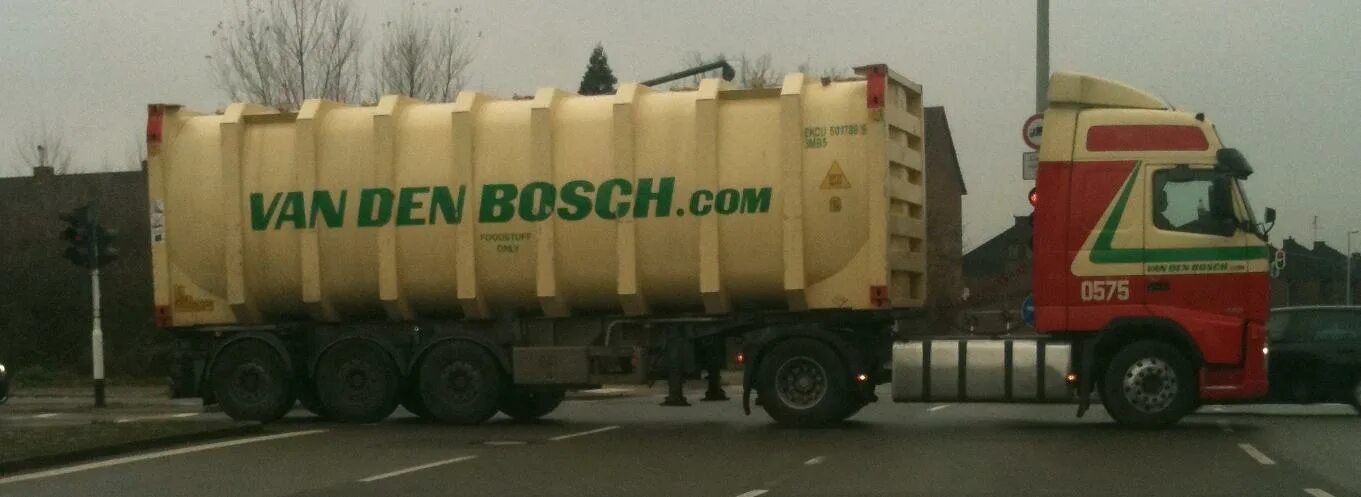 VAN DEN BOSCH.COM
FOODSTUFF
ONLY
VAN DEN BOSCH.com
0575